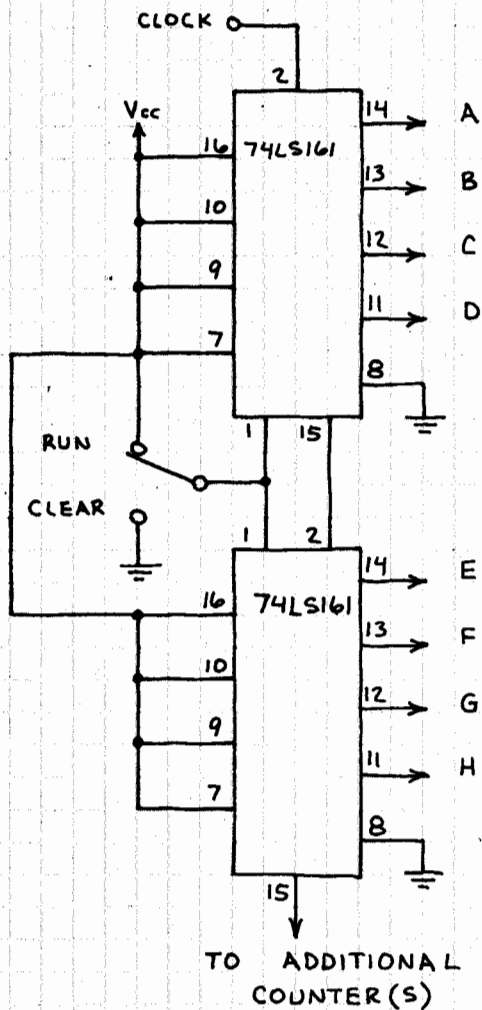 CLOCK
2
Vcc
16 74LS161 14 A
10 13 B
9 12 C
7 11 D
8
1 15
RUN
CLEAR
1 2
16 74LS161 14 E
10 13 F
9 12 G
7 11 H
8
15
TO ADDITIONAL
COUNTER(S)